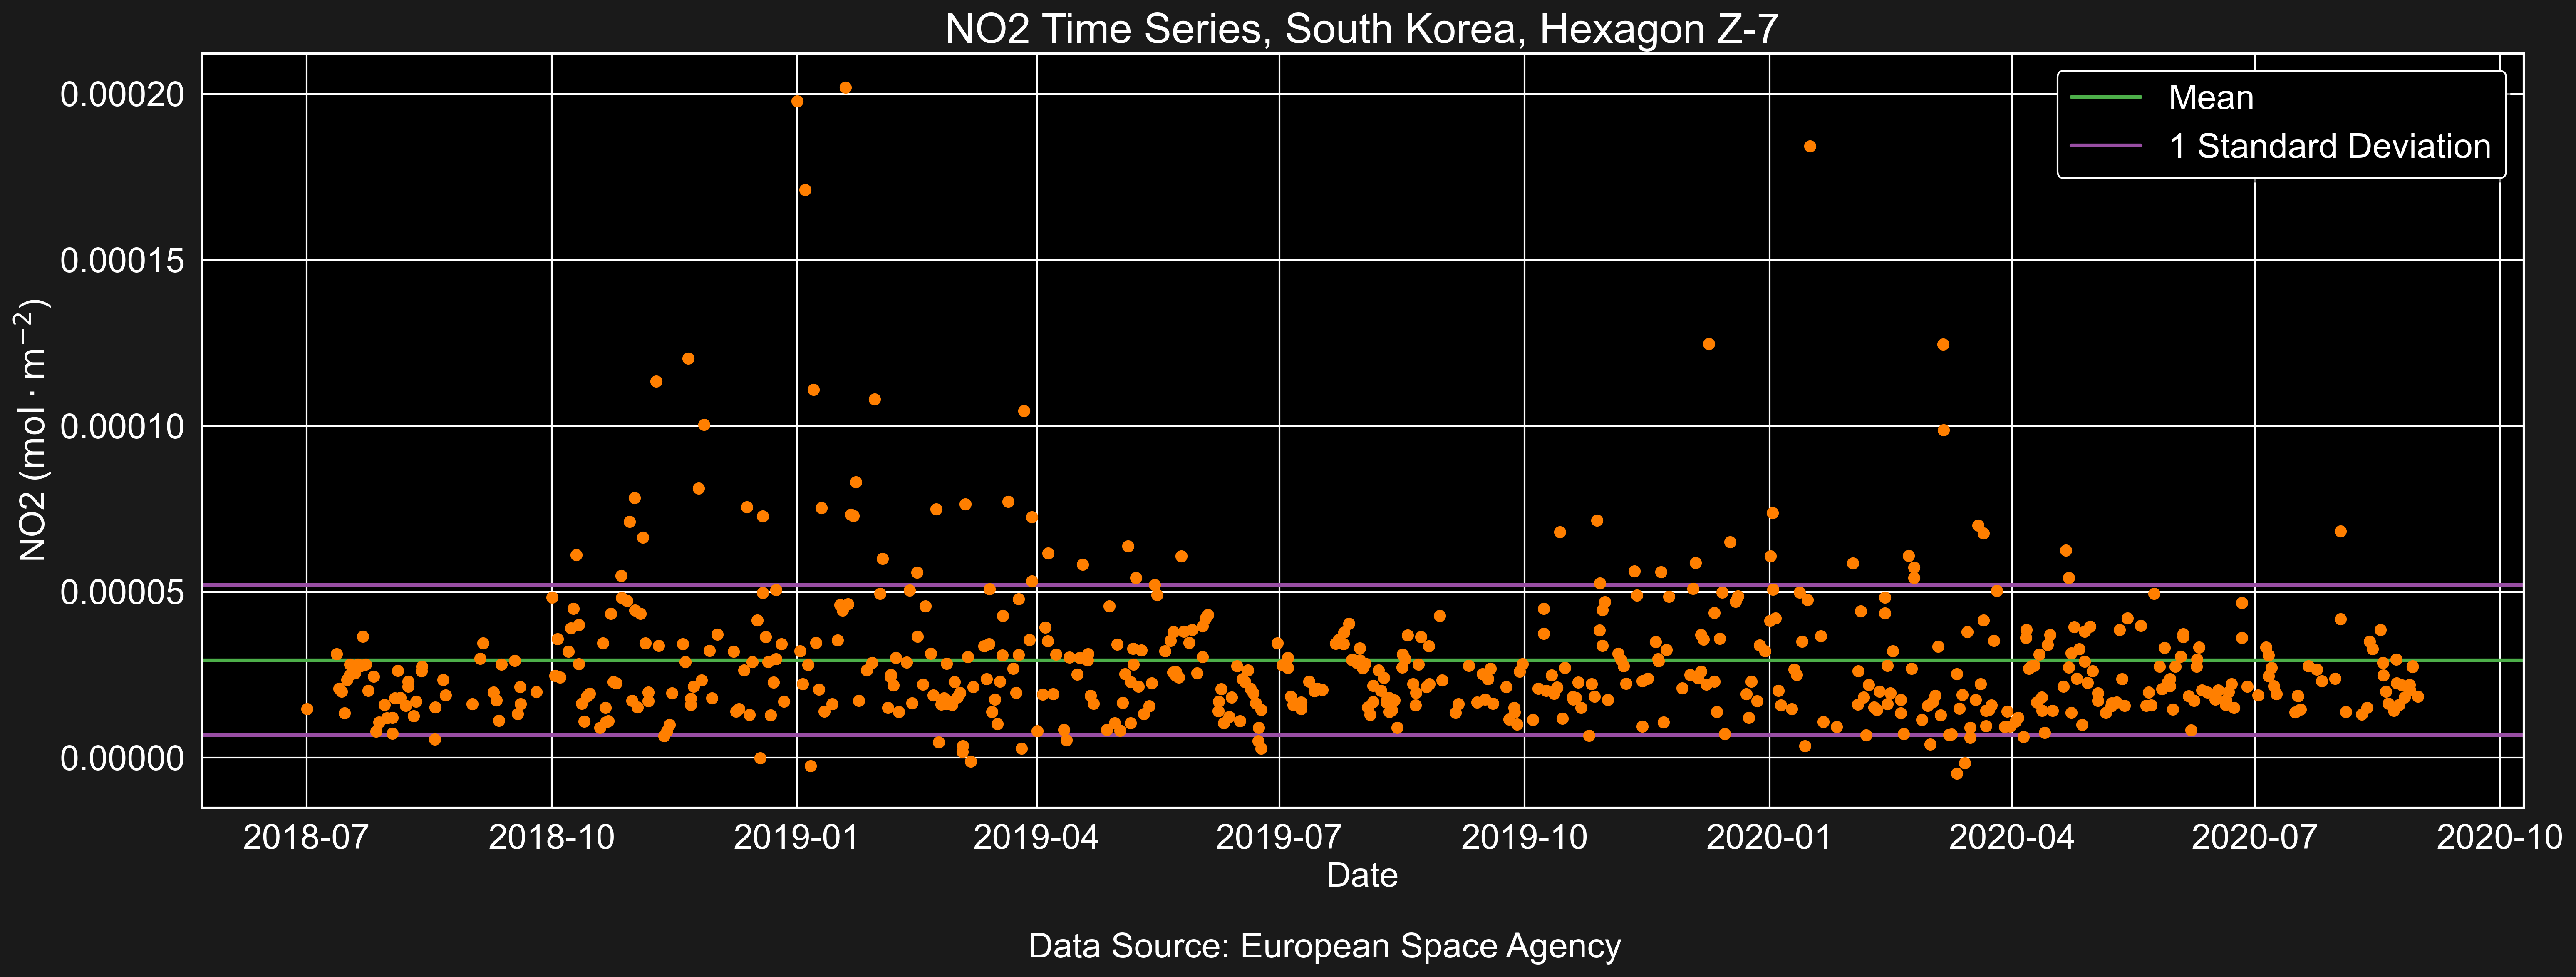 NO2 Time Series, South Korea, Hexagon Z-7
Mean
1 Standard Deviation
NO2 (mol · m⁻²)
0.00020
0.00015
0.00010
0.00005
0.00000
2018-07 2018-10 2019-01 2019-04 2019-07 2019-10 2020-01 2020-04 2020-07 2020-10
Date
Data Source: European Space Agency